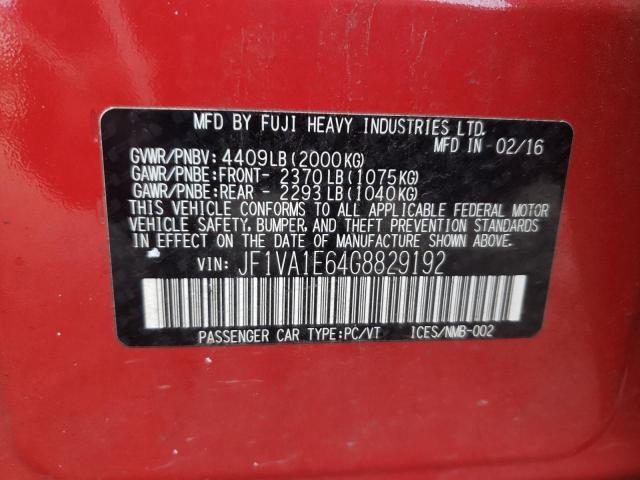 MFD BY FUJI HEAVY INDUSTRIES LTD.
MFD IN 02/16
GVWR/PNBV: 4409LB(2000KG)
GAWR/PNBE:FRONT- 2370LB(1075KG)
GAWR/PNBE:REAR - 2293LB(1040KG)
THIS VEHICLE CONFORMS TO ALL APPLICABLE FEDERAL MOTOR
VEHICLE SAFETY, BUMPER, AND THEFT PREVENTION STANDARDS
IN EFFECT ON THE DATE OF MANUFACTURE SHOWN ABOVE.
VIN: JF1VA1E64G8829192
PASSENGER CAR TYPE:PC/VT ICES/NMB-002